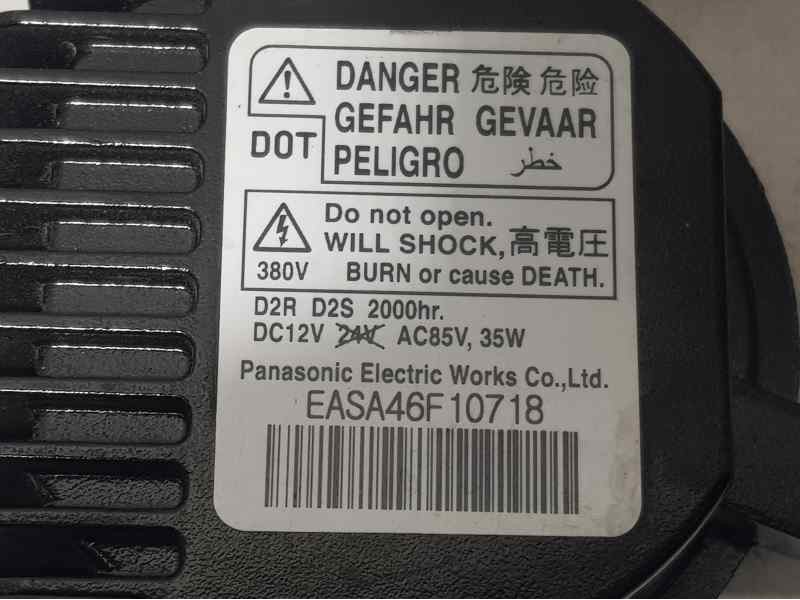 DANGER 危険 危险
GEFAHR GEVAAR
DOT
PELIGRO خطر
Do not open.
WILL SHOCK, 高電圧
380V BURN or cause DEATH.
D2R D2S 2000hr.
DC12V 24V AC85V, 35W
Panasonic Electric Works Co.,Ltd.
EASA46F10718